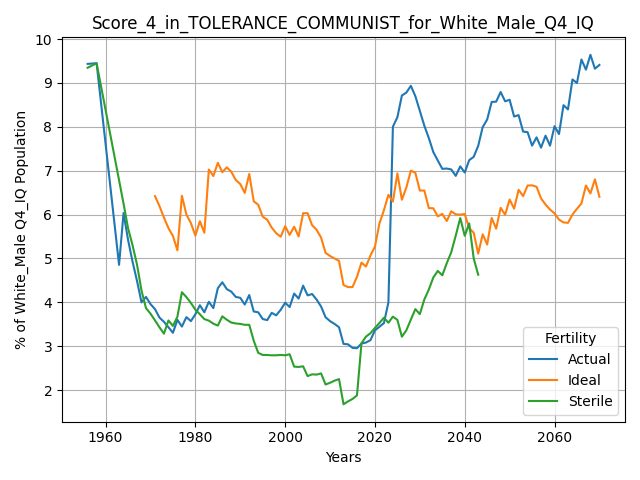 Score_4_in_TOLERANCE_COMMUNIST_for_White_Male_Q4_IQ
% of White_Male Q4_IQ Population
10
9
8
7
6
5
4
3
2
Fertility
Actual
Ideal
Sterile
1960 1980 2000 2020 2040 2060
Years